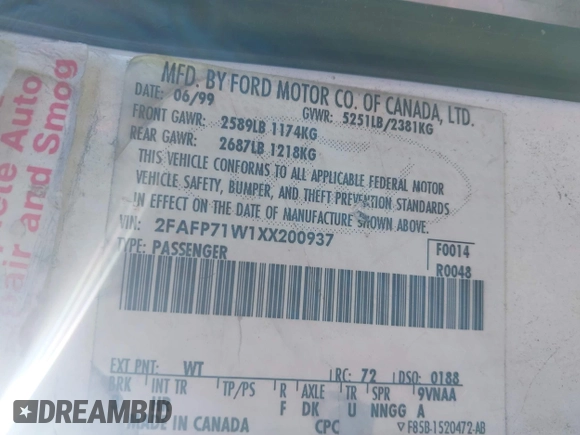 MFD. BY FORD MOTOR CO. OF CANADA, LTD.
DATE: 06/99 GVWR: 5251LB/2381KG
FRONT GAWR: 2589LB 1174KG
REAR GAWR: 2687LB 1218KG
THIS VEHICLE CONFORMS TO ALL APPLICABLE FEDERAL MOTOR
VEHICLE SAFETY, BUMPER, AND THEFT PREVENTION STANDARDS
IN EFFECT ON THE DATE OF MANUFACTURE SHOWN ABOVE.
VIN: 2FAFP71W1XX200937
TYPE: PASSENGER
F0014
R0048
EXT PNT: WT RC: 72 DSO: 0188
BRK INT TR TP/PS R AXLE TR SPR 9VNAA
F DK U NNGG A
MADE IN CANADA CPC F85B-1520472-AB
lete Auto
air and Smog
DREAMBID